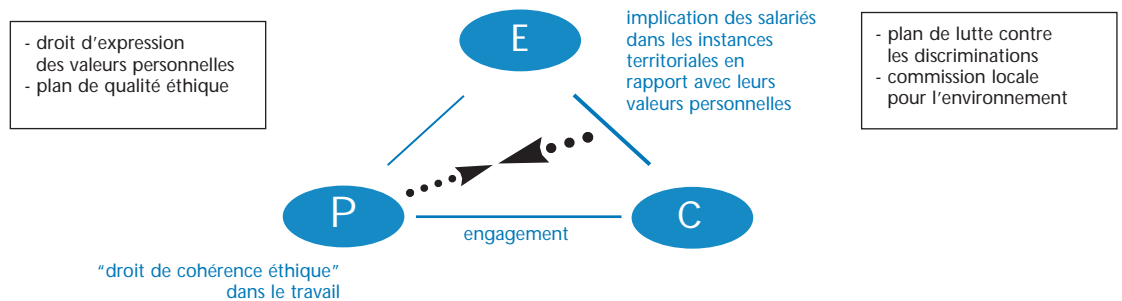 - droit d'expression
des valeurs personnelles
- plan de qualité éthique
E
implication des salariés
dans les instances
territoriales en
rapport avec leurs
valeurs personnelles
- plan de lutte contre
les discriminations
- commission locale
pour l'environnement
P
C
engagement
"droit de cohérence éthique"
dans le travail